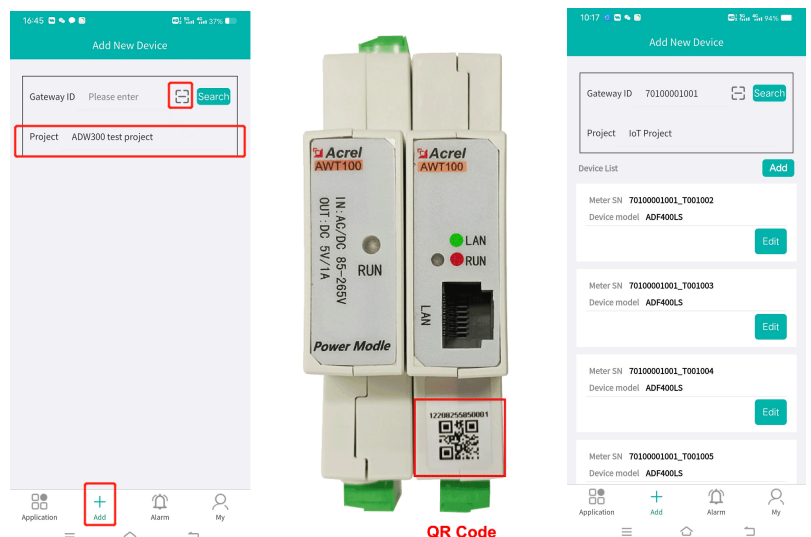 16:45
37%
Add New Device
Gateway ID Please enter Search
Project ADW300 test project
Application Add Alarm My
Acrel
AWT100
IN:AC/DC 85-265V
OUT:DC 5V/1A
RUN
Power Modle
Acrel
AWT100
LAN
RUN
LAN
12208255850001
QR Code
10:17
94%
Add New Device
Gateway ID 70100001001 Search
Project IoT Project
Device List Add
Meter SN 70100001001_T001002
Device model ADF400LS
Edit
Meter SN 70100001001_T001003
Device model ADF400LS
Edit
Meter SN 70100001001_T001004
Device model ADF400LS
Edit
Meter SN 70100001001_T001005
Device model ADF400LS
Application Add Alarm My